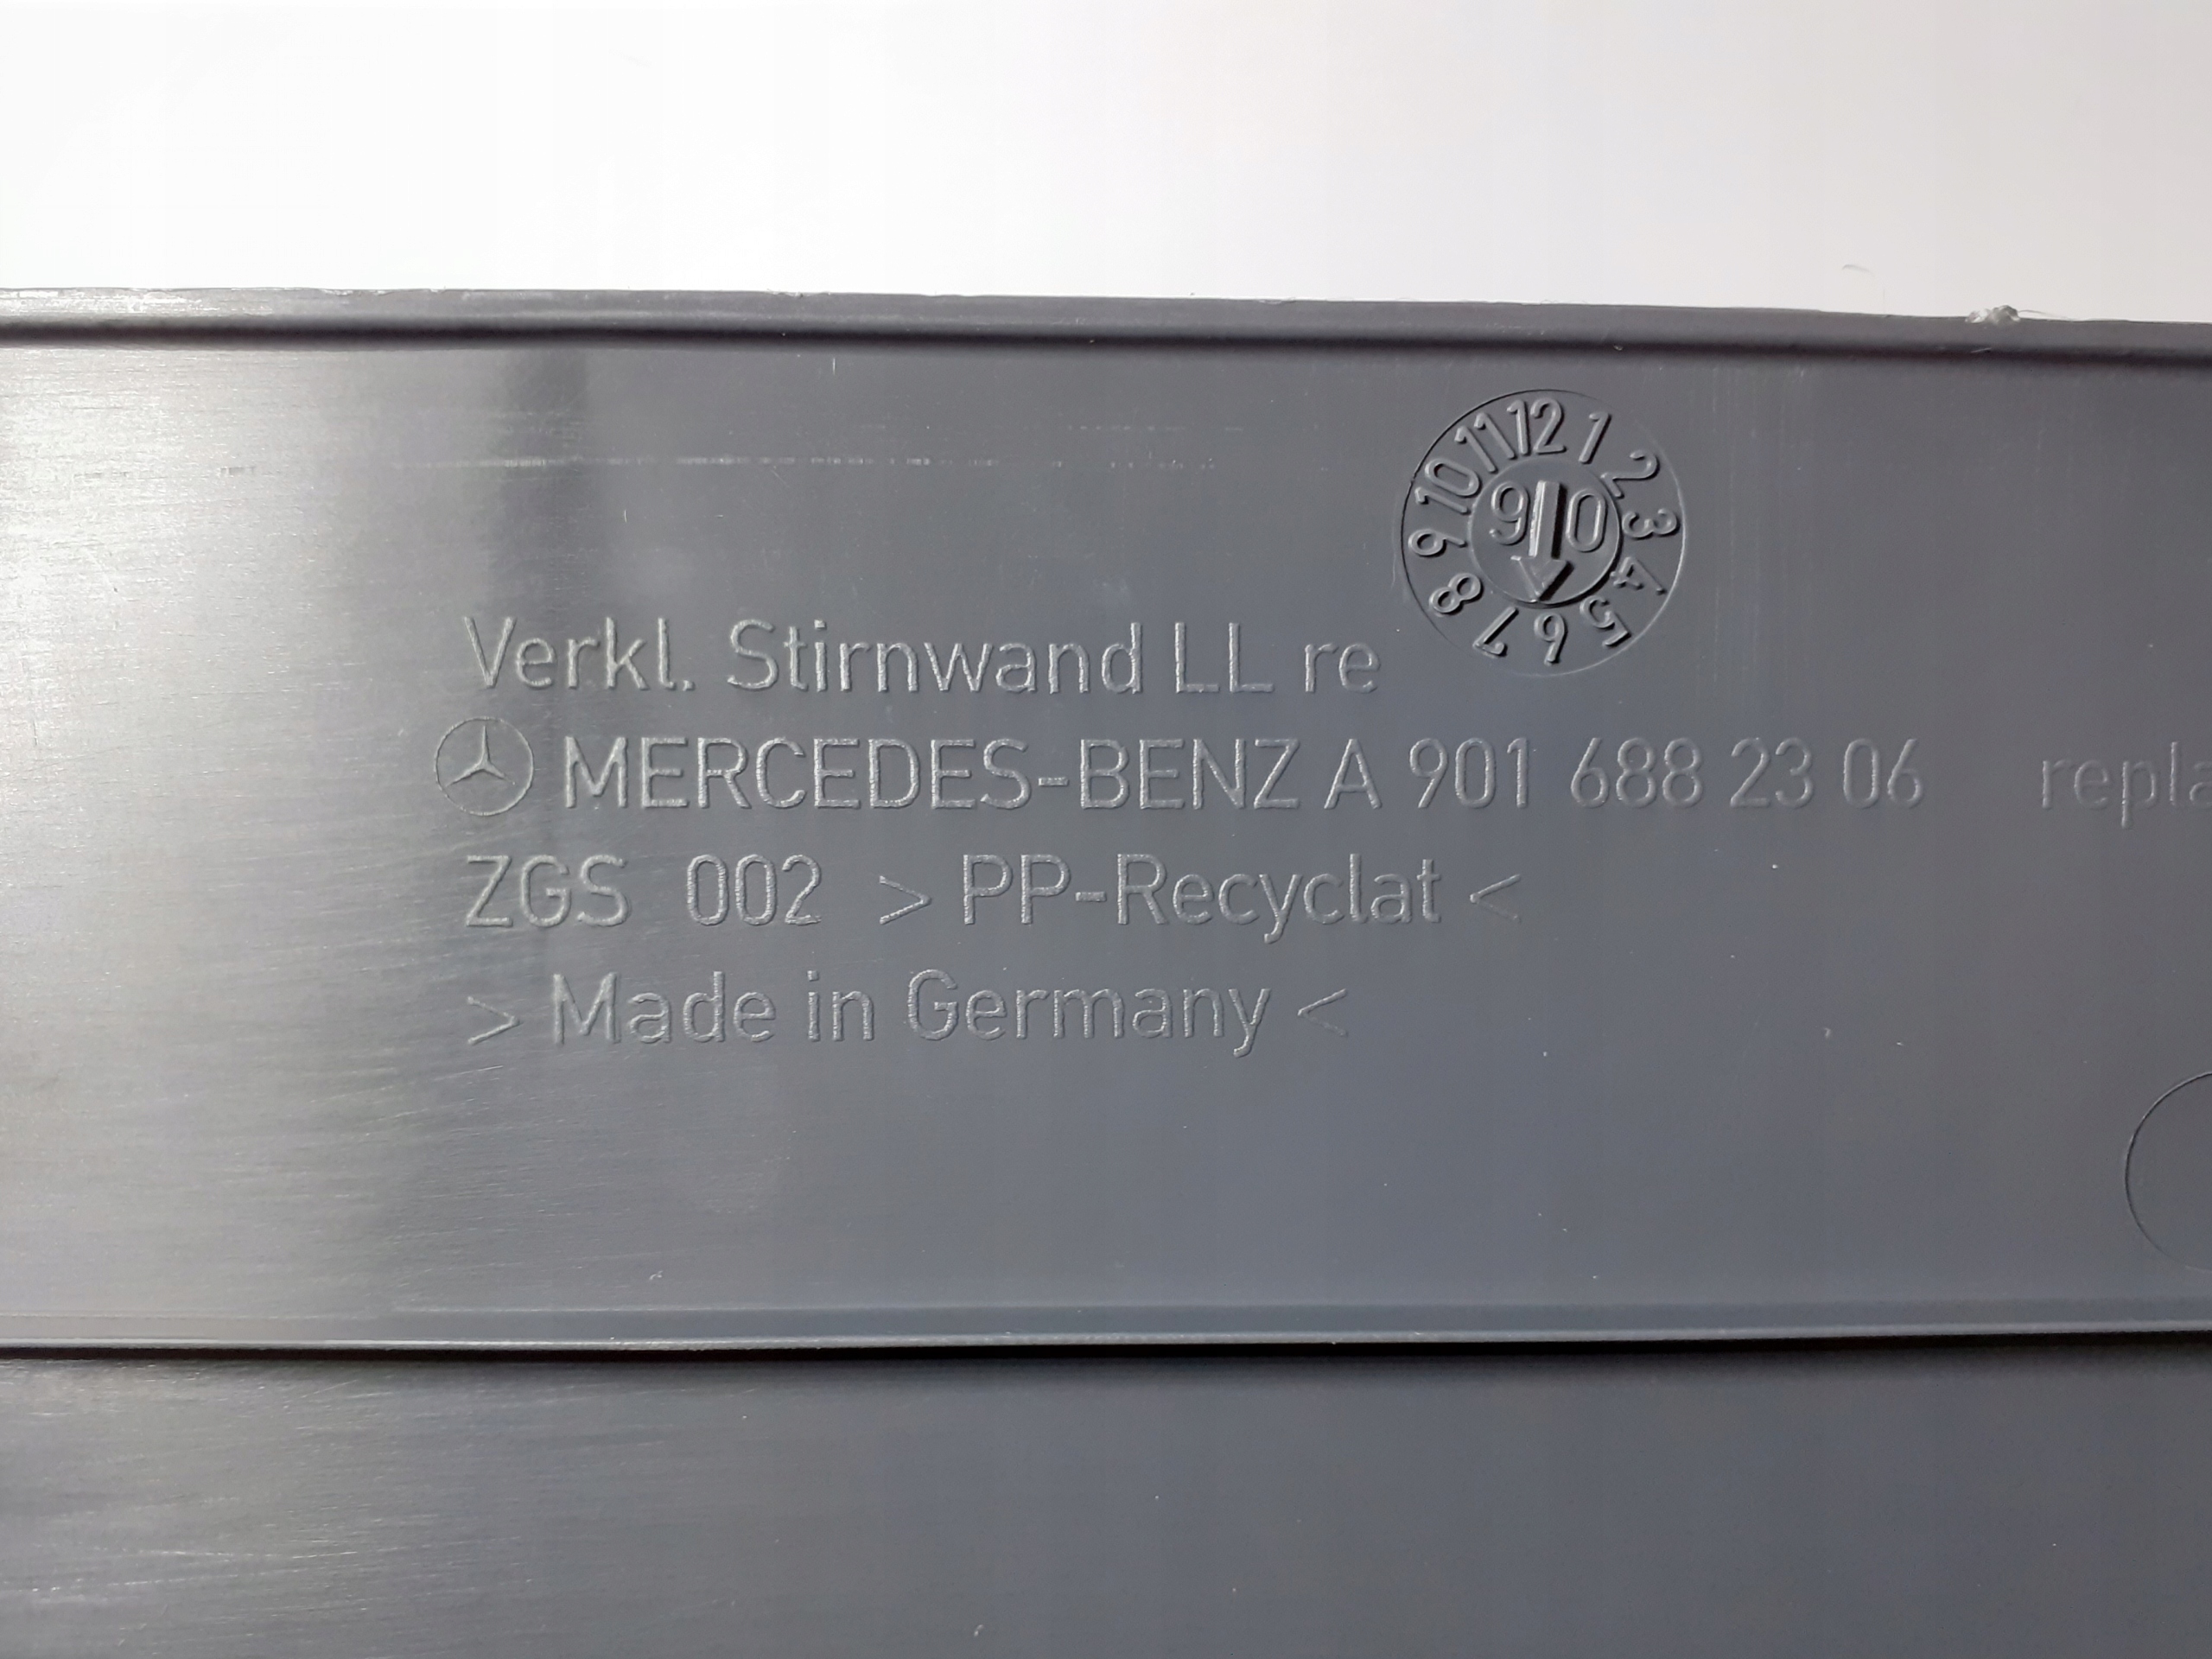 12 1 2 3 4 5 6 7 8 9 10 11
9 0
Verkl. Stirnwand LL re
MERCEDES-BENZ A 901 688 23 06 repla
ZGS 002 > PP-Recyclat <
> Made in Germany <